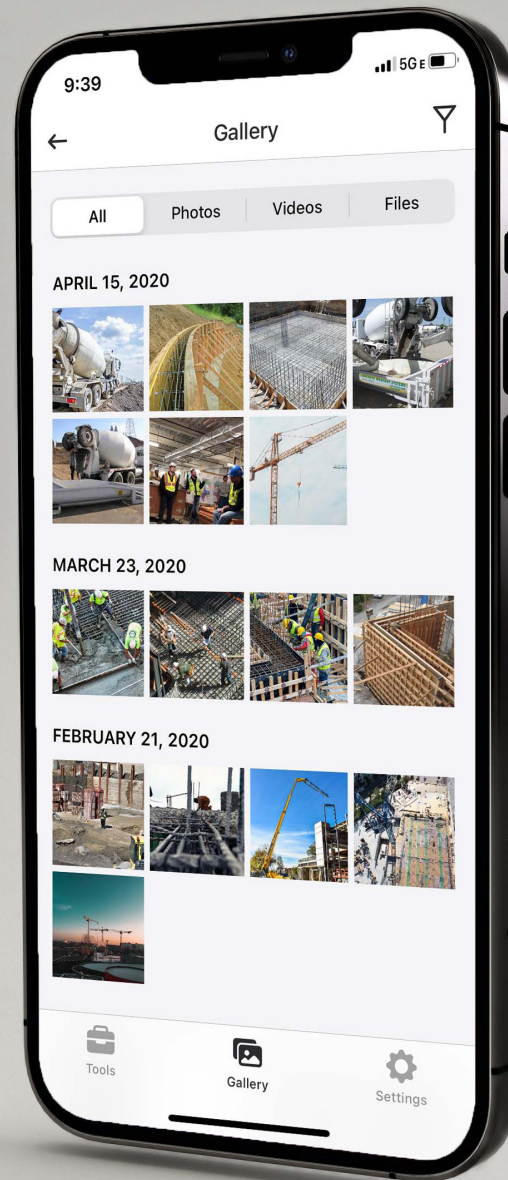 9:39
5G E
Gallery
All Photos Videos Files
APRIL 15, 2020
MARCH 23, 2020
FEBRUARY 21, 2020
Tools Gallery Settings